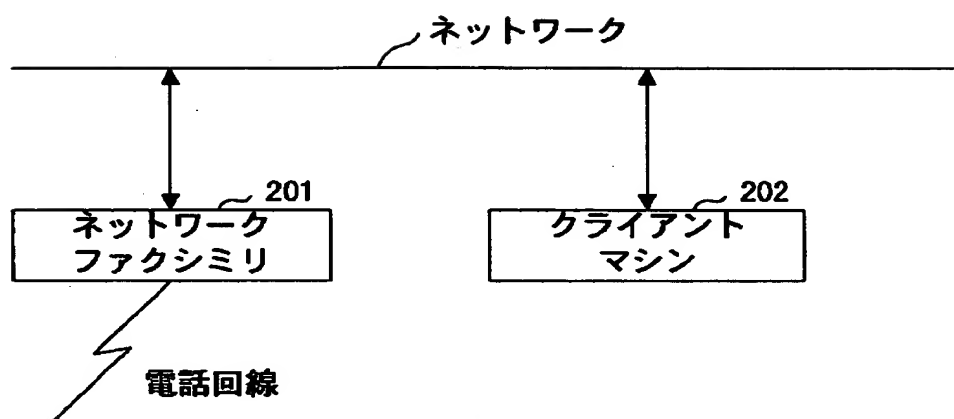 ネットワーク
201
202
ネットワーク
ファクシミリ
クライアント
マシン
電話回線